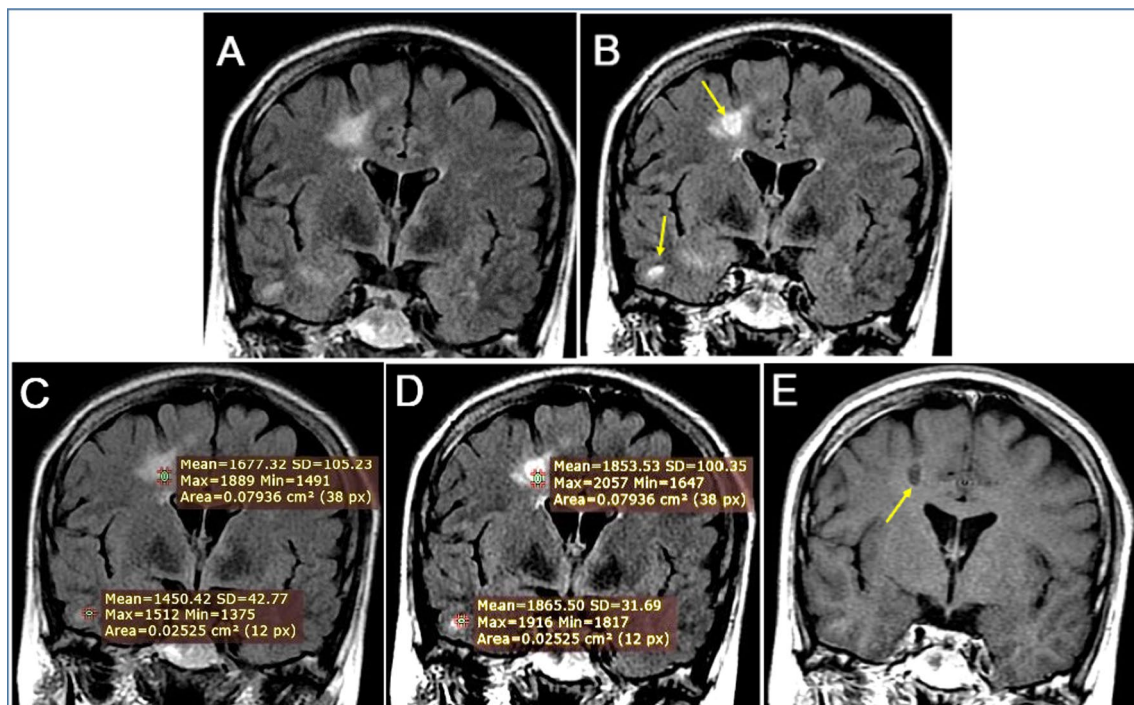 A
B
C
Mean=1677.32 SD=105.23
Max=1889 Min=1491
Area=0.07936 cm² (38 px)
Mean=1450.42 SD=42.77
Max=1512 Min=1375
Area=0.02525 cm² (12 px)
D
Mean=1853.53 SD=100.35
Max=2057 Min=1647
Area=0.07936 cm² (38 px)
Mean=1865.50 SD=31.69
Max=1916 Min=1817
Area=0.02525 cm² (12 px)
E